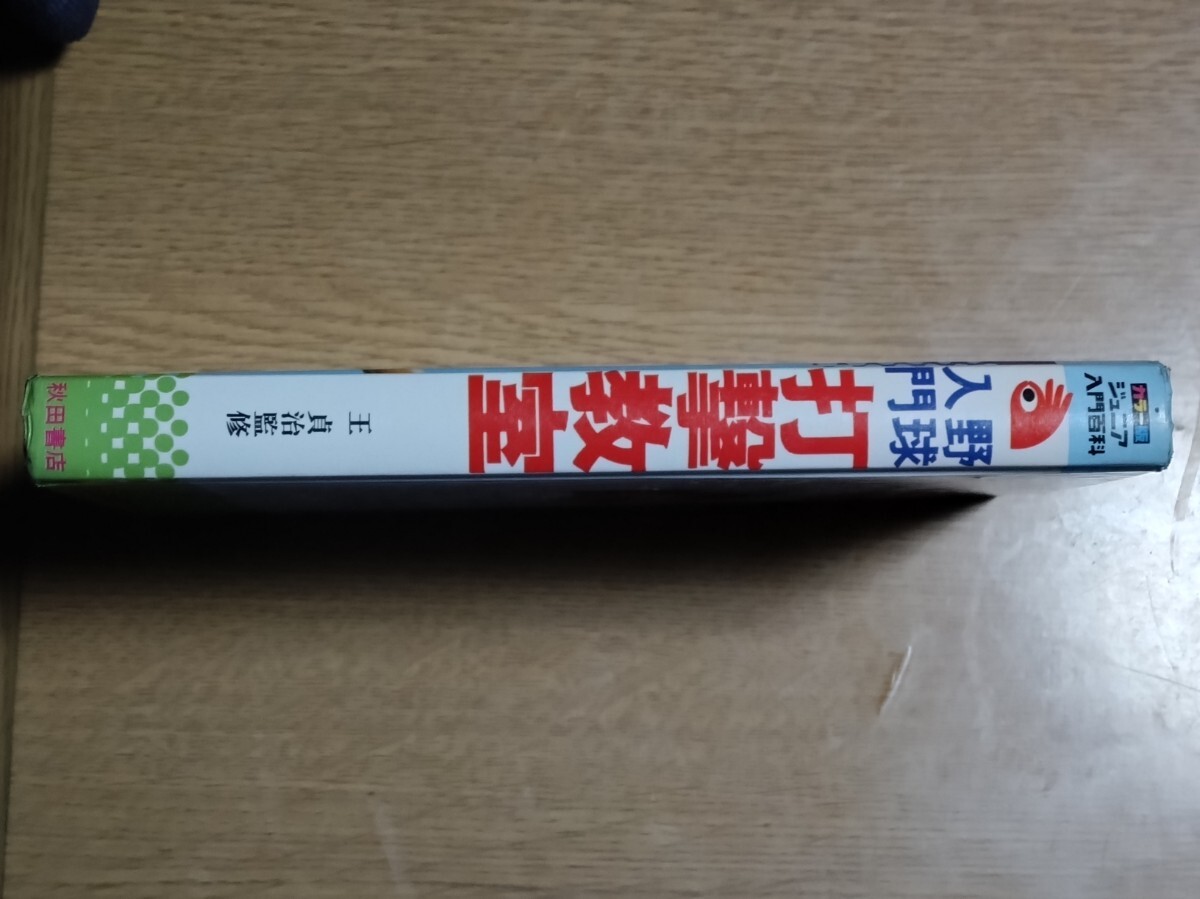 カラー版
ジュニア
入門百科
野球
入門
打撃教室
王貞治監修
秋田書店